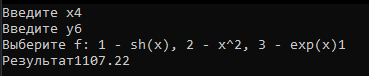 Введите x4
Введите y6
Выберите f: 1 - sh(x), 2 - x^2, 3 - exp(x)1
Результат1107.22